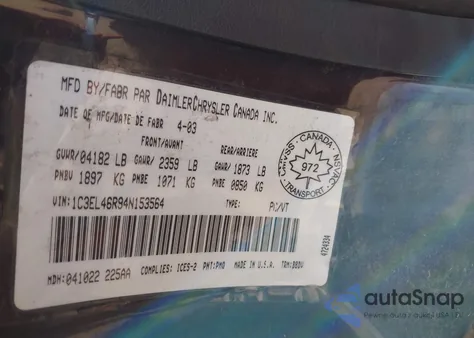 MFD BY/FABR PAR DAIMLERCHRYSLER CANADA INC.
DATE OF MFG/DATE DE FABR 4-03
FRONT/AVANT REAR/ARRIERE
GVWR/04182 LB GAWR/ 2359 LB GAWR/ 1873 LB
PNBV 1897 KG PNBE 1071 KG PNBE 0850 KG
CANADA
972
TRANSPORT
VIN: 1C3EL46R94N153564 TYPE: PC/VT
MDH: 041022 225AA COMPLIES: ICES-2 PNT: MADE IN U.S.A. TRM:
autoSnap